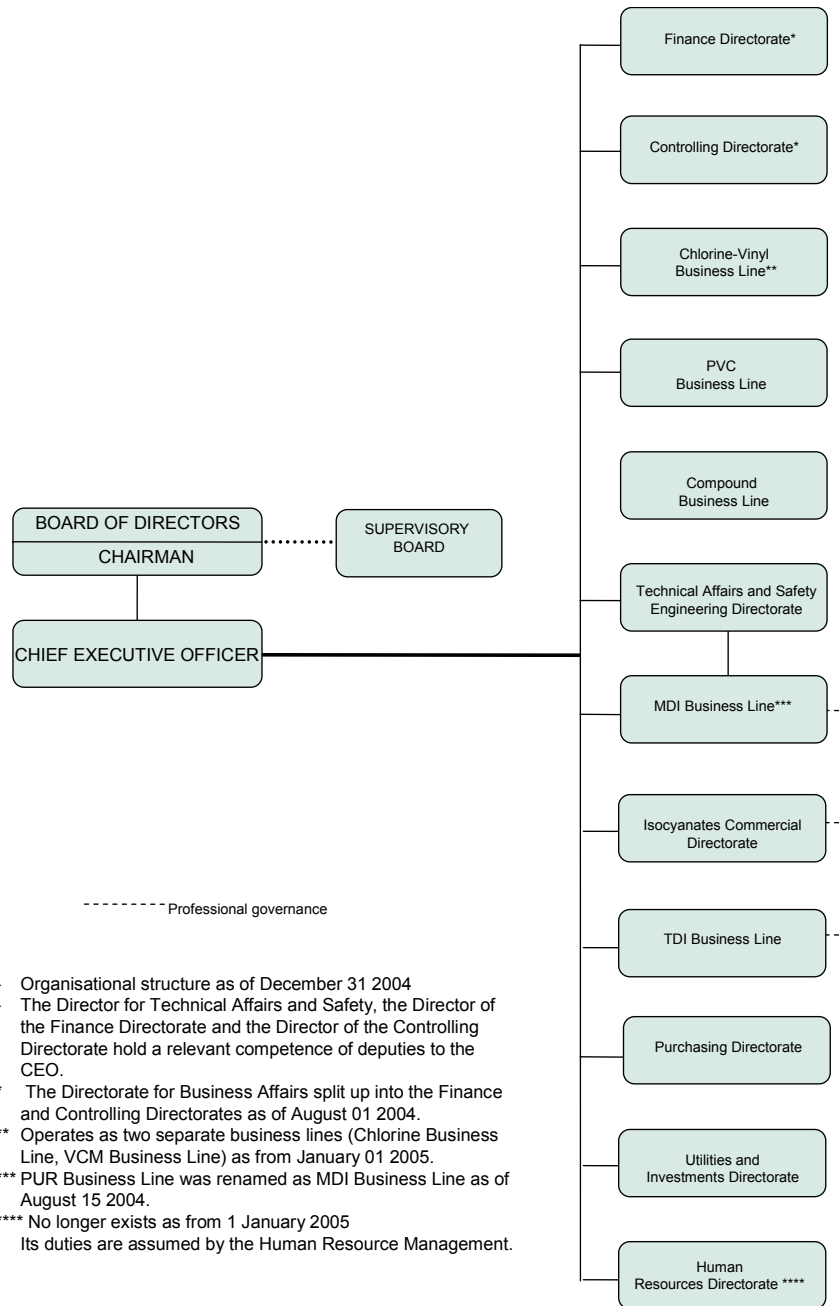 Finance Directorate*
Controlling Directorate*
Chlorine-Vinyl
Business Line**
PVC
Business Line
Compound
Business Line
BOARD OF DIRECTORS
CHAIRMAN
SUPERVISORY
BOARD
CHIEF EXECUTIVE OFFICER
Technical Affairs and Safety
Engineering Directorate
MDI Business Line***
Isocyanates Commercial
Directorate
TDI Business Line
Purchasing Directorate
Utilities and
Investments Directorate
Human
Resources Directorate ****
Professional governance
- Organisational structure as of December 31 2004
- The Director for Technical Affairs and Safety, the Director of
the Finance Directorate and the Director of the Controlling
Directorate hold a relevant competence of deputies to the
CEO.
* The Directorate for Business Affairs split up into the Finance
and Controlling Directorates as of August 01 2004.
** Operates as two separate business lines (Chlorine Business
Line, VCM Business Line) as from January 01 2005.
*** PUR Business Line was renamed as MDI Business Line as of
August 15 2004.
**** No longer exists as from 1 January 2005
Its duties are assumed by the Human Resource Management.